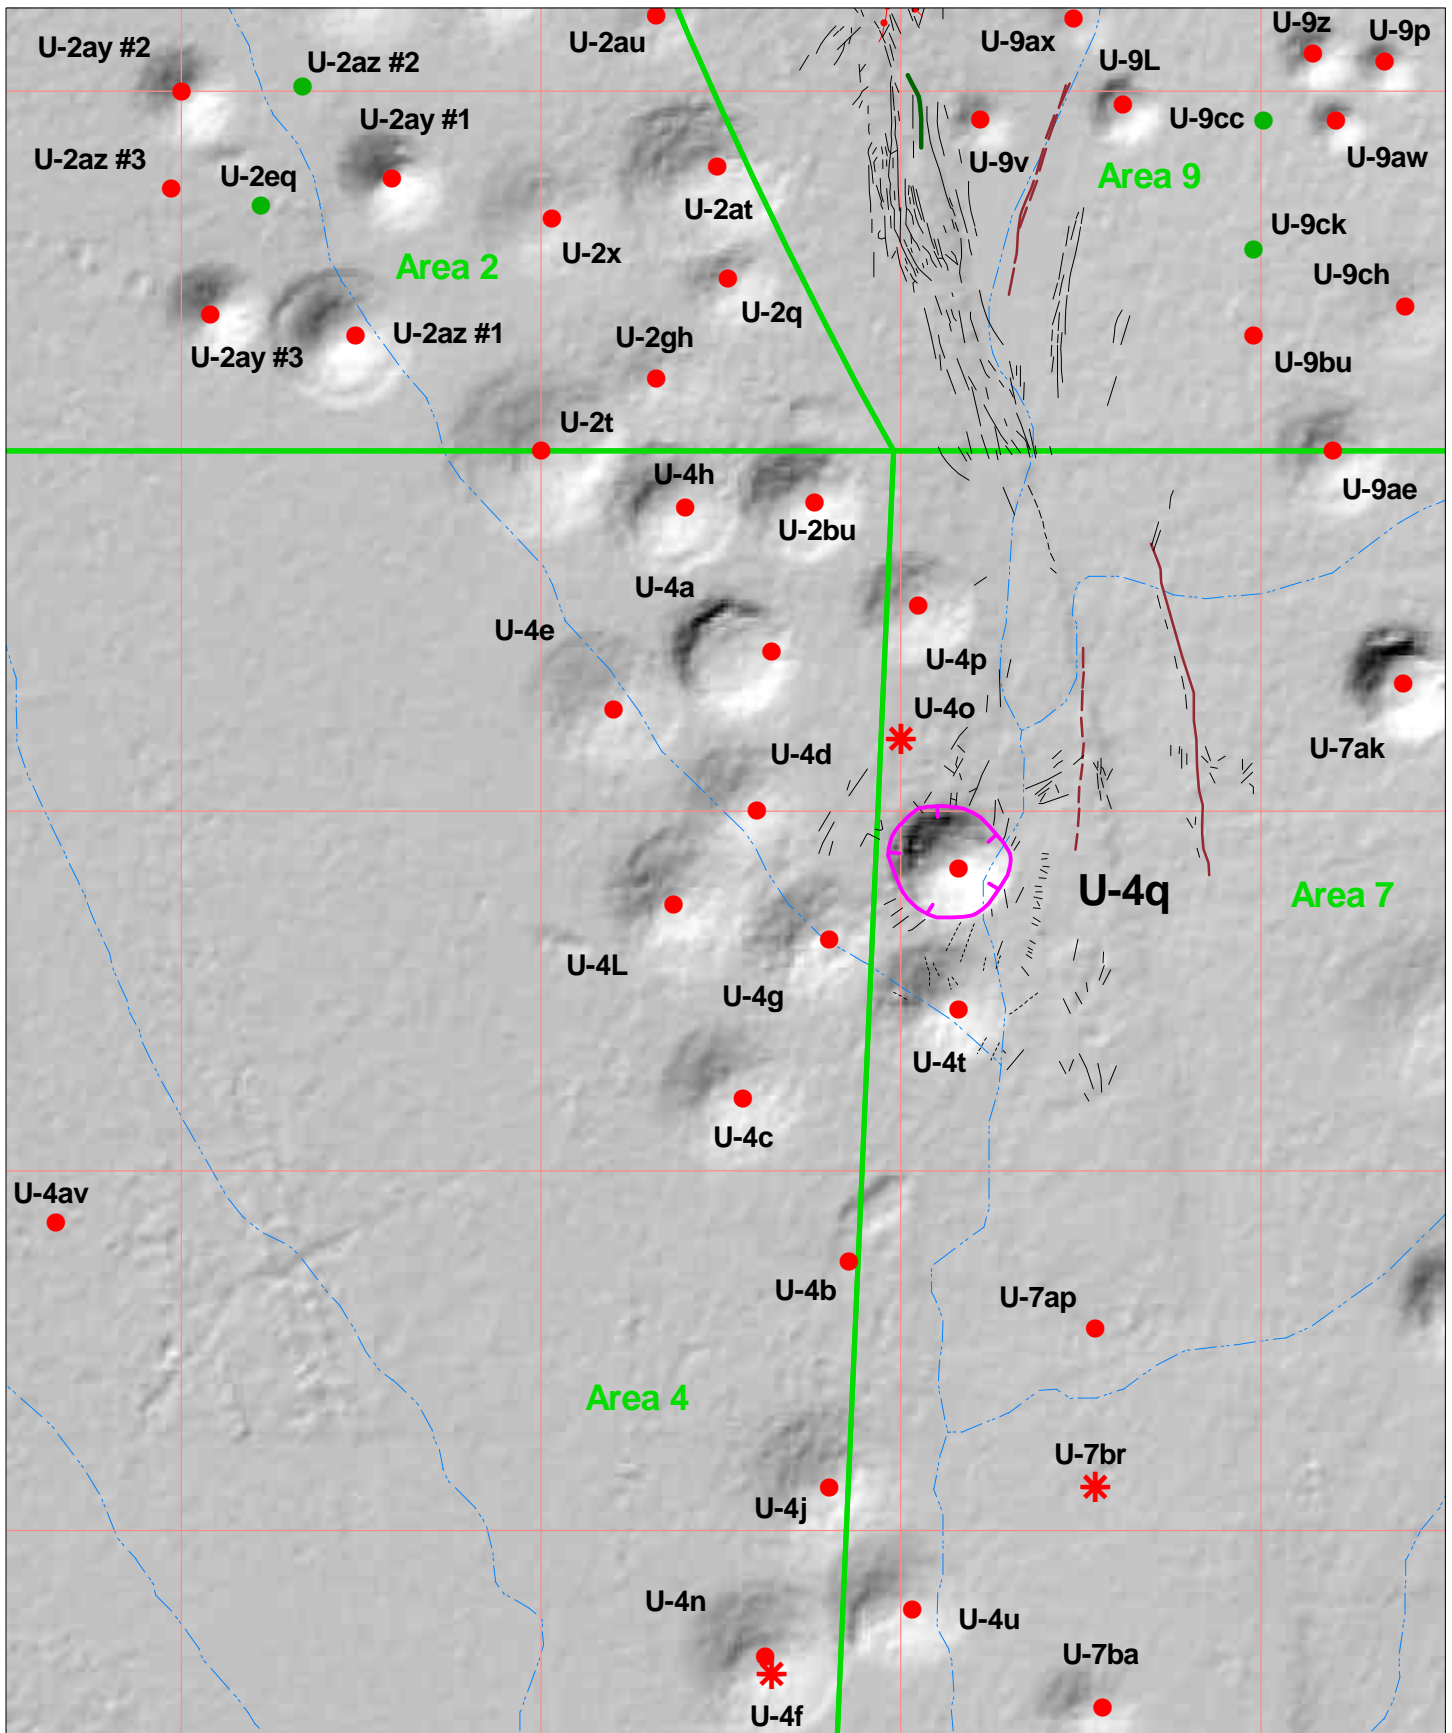 U-2au
U-9ax
U-9z
U-9p
U-2ay #2
U-2az #2
U-9L
U-2ay #1
U-9cc
U-9v
U-9aw
U-2az #3
U-2eq
Area 9
U-2at
U-9ck
U-2x
Area 2
U-9ch
U-2q
U-2az #1
U-2gh
U-2ay #3
U-9bu
U-2t
U-4h
U-9ae
U-2bu
U-4a
U-4e
U-4p
U-4o
U-4d
U-7ak
U-4q
Area 7
U-4L
U-4g
U-4t
U-4c
U-4av
U-4b
U-7ap
Area 4
U-7br
U-4j
U-4n
U-4u
U-7ba
U-4f